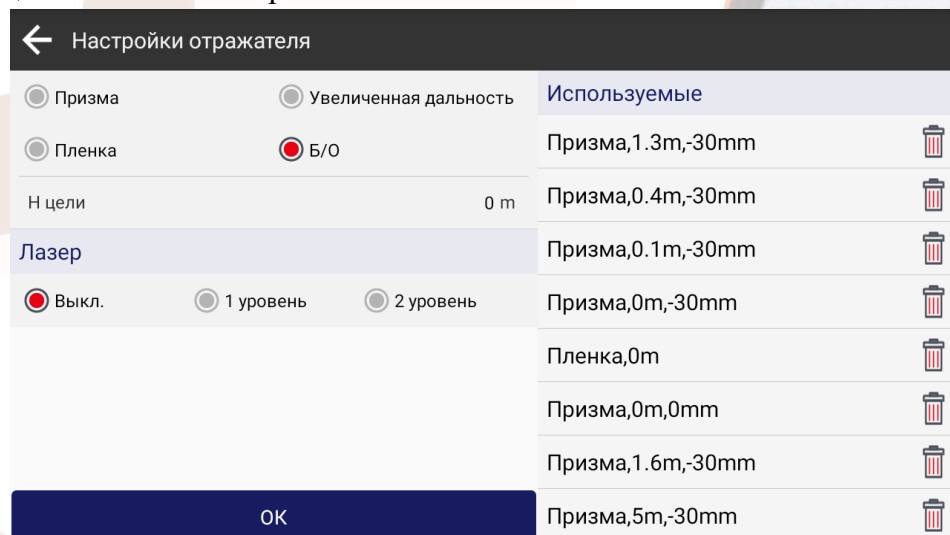 Настройки отражателя
Призма
Увеличенная дальность
Пленка
Б/О
H цели
0 m
Лазер
Выкл.
1 уровень
2 уровень
OK
Используемые
Призма,1.3m,-30mm
Призма,0.4m,-30mm
Призма,0.1m,-30mm
Призма,0m,-30mm
Пленка,0m
Призма,0m,0mm
Призма,1.6m,-30mm
Призма,5m,-30mm